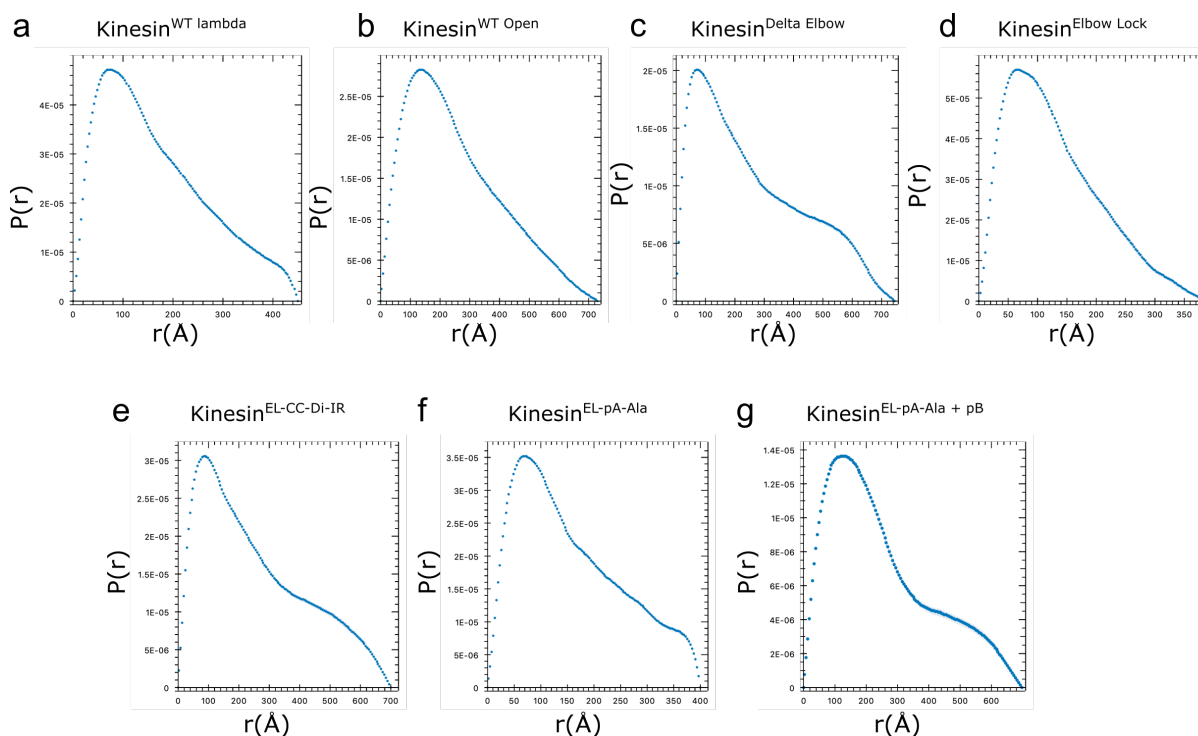 a
Kinesin^WT lambda
P(r)
4E-05
3E-05
2E-05
1E-05
0
0 100 200 300 400
r(Å)
b
Kinesin^WT Open
P(r)
2.5E-05
2E-05
1.5E-05
1E-05
5E-06
0
0 100 200 300 400 500 600 700
r(Å)
c
Kinesin^Delta Elbow
P(r)
2E-05
1.5E-05
1E-05
5E-06
0
0 100 200 300 400 500 600 700
r(Å)
d
Kinesin^Elbow Lock
P(r)
5E-05
4E-05
3E-05
2E-05
1E-05
0
0 50 100 150 200 250 300 350
r(Å)
e
Kinesin^EL-CC-Di-IR
P(r)
3E-05
2.5E-05
2E-05
1.5E-05
1E-05
5E-06
0
0 100 200 300 400 500 600 700
r(Å)
f
Kinesin^EL-pA-Ala
P(r)
3.5E-05
3E-05
2.5E-05
2E-05
1.5E-05
1E-05
5E-06
0
0 50 100 150 200 250 300 350 400
r(Å)
g
Kinesin^EL-pA-Ala + pB
P(r)
1.4E-05
1.2E-05
1E-05
8E-06
6E-06
4E-06
2E-06
0
0 100 200 300 400 500 600
r(Å)